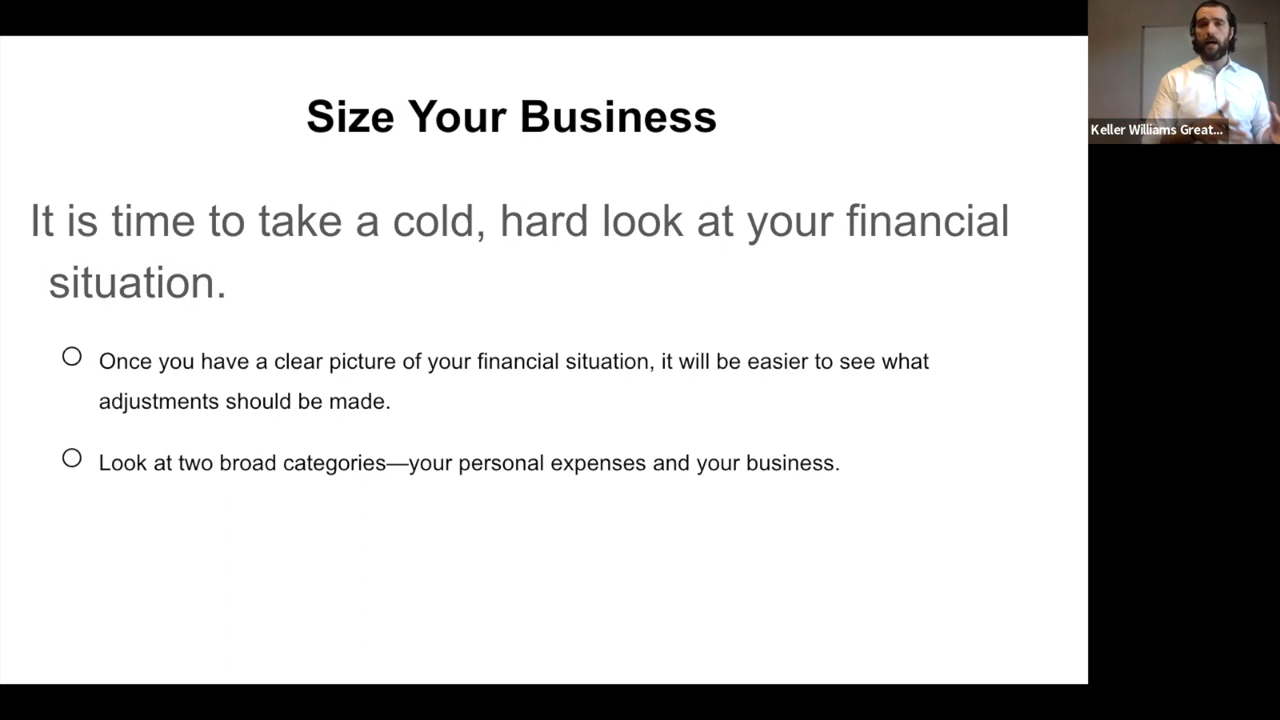 Size Your Business
It is time to take a cold, hard look at your financial
situation.
Once you have a clear picture of your financial situation, it will be easier to see what
adjustments should be made.
Look at two broad categories—your personal expenses and your business.
Keller Williams Great...